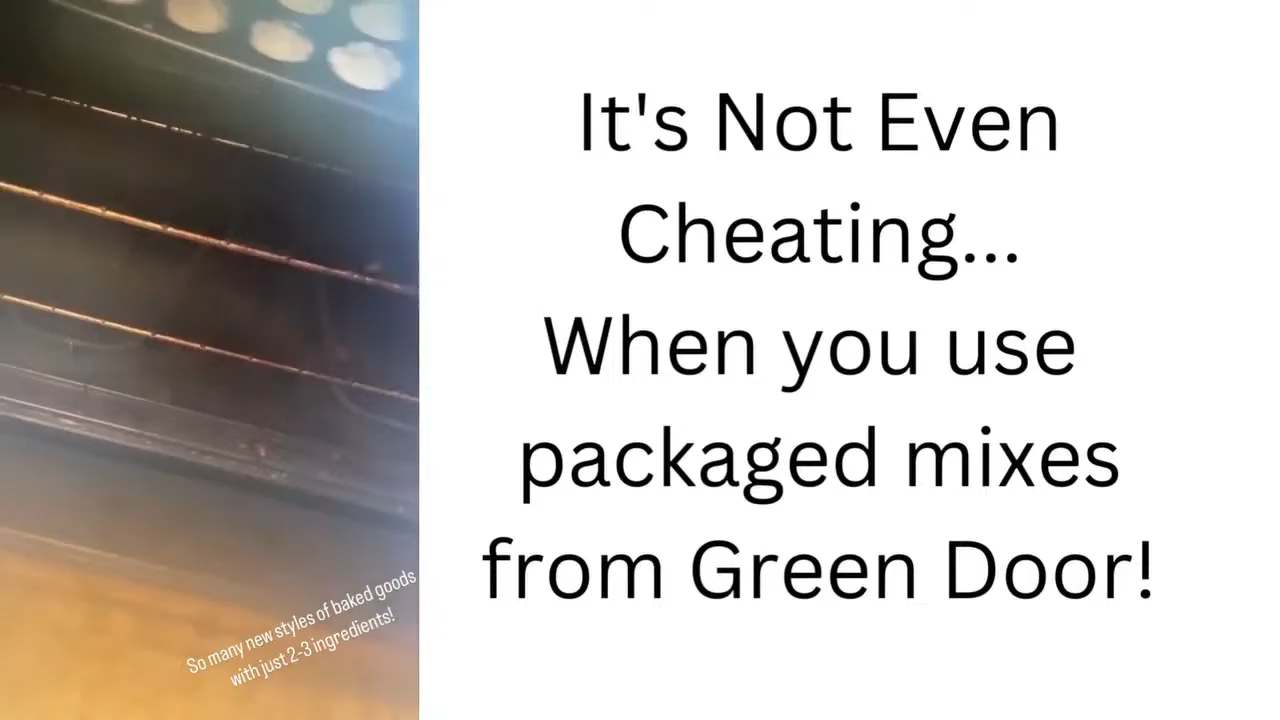 It's Not Even
Cheating...
When you use
packaged mixes
from Green Door!
So many new styles of baked goods
with just 2-3 ingredients!